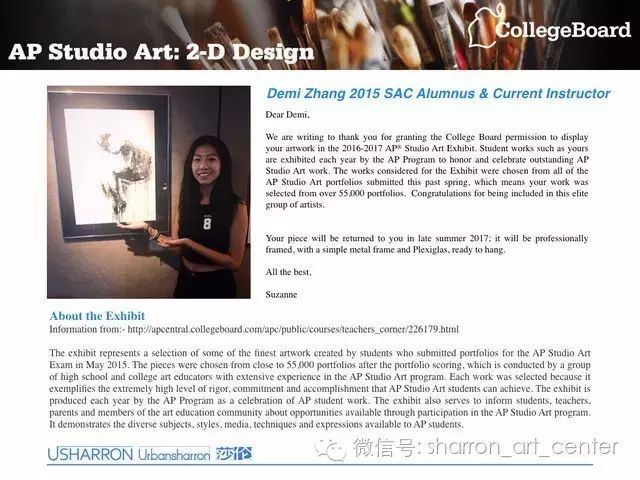 CollegeBoard
AP Studio Art: 2-D Design
Demi Zhang 2015 SAC Alumnus & Current Instructor
Dear Demi,
We are writing to thank you for granting the College Board permission to display
your artwork in the 2016-2017 AP® Studio Art Exhibit. Student works such as yours
are exhibited each year by the AP Program to honor and celebrate outstanding AP
Studio Art work. The works considered for the Exhibit were chosen from all of the
AP Studio Art portfolios submitted this past spring, which means your work was
selected from over 55,000 portfolios.  Congratulations for being included in this elite
group of artists.
8
Your piece will be returned to you in late summer 2017; it will be professionally
framed, with a simple metal frame and Plexiglas, ready to hang.
All the best,
Suzanne
About the Exhibit
Information from:- http://apcentral.collegeboard.com/apc/public/courses/teachers_corner/226179.html
The exhibit represents a selection of some of the finest artwork created by students who submitted portfolios for the AP Studio Art
Exam in May 2015. The pieces were chosen from close to 55,000 portfolios after the portfolio scoring, which is conducted by a group
of high school and college art educators with extensive experience in the AP Studio Art program. Each work was selected because it
exemplifies the extremely high level of rigor, commitment and accomplishment that AP Studio Art students can achieve. The exhibit is
produced each year by the AP Program as a celebration of AP student work. The exhibit also serves to inform students, teachers,
parents and members of the art education community about opportunities available through participation in the AP Studio Art program.
It demonstrates the diverse subjects, styles, media, techniques and expressions available to AP students.
USHARRON Urbansharron 莎伦
微信号: sharron_art_center